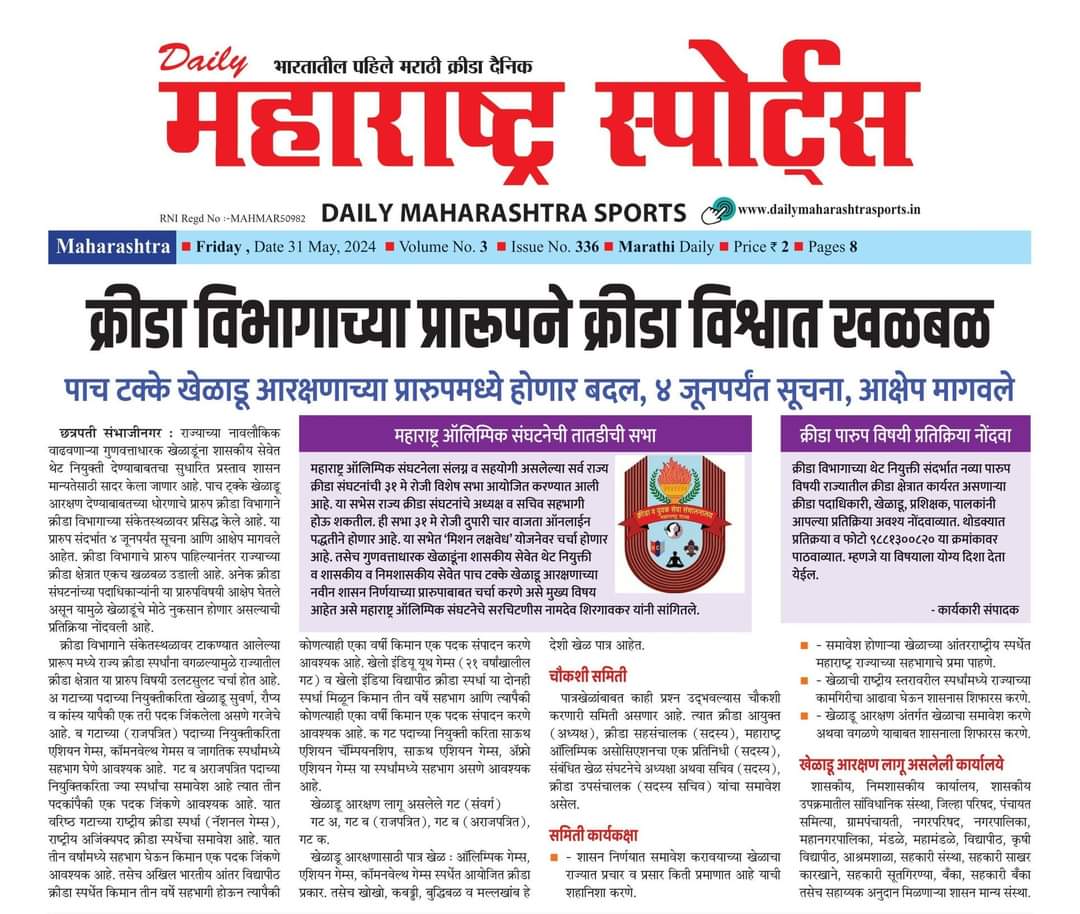 Daily
भारतातील पहिले मराठी क्रीडा दैनिक
महाराष्ट्र स्पोर्ट्स
RNI Regd No :-MAHMAR50982
DAILY MAHARASHTRA SPORTS
www.dailymaharashtrasports.in
Maharashtra ■ Friday , Date 31 May, 2024 ■ Volume No. 3 ■ Issue No. 336 ■ Marathi Daily ■ Price ₹ 2 ■ Pages 8
क्रीडा विभागाच्या प्रारूपने क्रीडा विश्वात खळबळ
पाच टक्के खेळाडू आरक्षणाच्या प्रारुपमध्ये होणार बदल, ४ जूनपर्यंत सूचना, आक्षेप मागवले
छत्रपती संभाजीनगर : राज्याच्या नावलौकिक
वाढवणाऱ्या गुणवत्ताधारक खेळाडूंना शासकीय सेवेत
थेट नियुक्ती देण्याबाबतचा सुधारित प्रस्ताव शासन
मान्यतेसाठी सादर केला जाणार आहे. पाच टक्के खेळाडू
आरक्षण देण्याबाबतच्या धोरणाचे प्रारुप क्रीडा विभागाने
क्रीडा विभागाच्या संकेतस्थळावर प्रसिद्ध केले आहे. या
प्रारुप संदर्भात ४ जूनपर्यंत सूचना आणि आक्षेप मागवले
आहेत. क्रीडा विभागाचे प्रारुप पाहिल्यानंतर राज्याच्या
क्रीडा क्षेत्रात एकच खळबळ उडाली आहे. अनेक क्रीडा
संघटनांच्या पदाधिकाऱ्यांनी या प्रारुपविषयी आक्षेप घेतले
असून यामुळे खेळाडूंचे मोठे नुकसान होणार असल्याची
प्रतिक्रिया नोंदवली आहे.
क्रीडा विभागाने संकेतस्थळावर टाकण्यात आलेल्या
प्रारूप मध्ये राज्य क्रीडा स्पर्धांना वगळल्यामुळे राज्यातील
क्रीडा क्षेत्रात या प्रारुप विषयी उलटसुलट चर्चा होत आहे.
अ गटाच्या पदांच्या नियुक्तीकरिता खेळाडू सुवर्ण, रौप्य
व कांस्य यापैकी एक तरी पदक जिंकलेला असणे गरजेचे
आहे. ब गटाच्या (राजपत्रित) पदाच्या नियुक्तीकरिता
एशियन गेम्स, कॉमनवेल्थ गेमस व जागतिक स्पर्धांमध्ये
सहभाग घेणे आवश्यक आहे. गट ब अराजपत्रित पदाच्या
नियुक्तिकरिता ज्या स्पर्धांचा समावेश आहे त्यात तीन
पदकांपैकी एक पदक जिंकणे आवश्यक आहे. यात
वरिष्ठ गटाच्या राष्ट्रीय क्रीडा स्पर्धा (नॅशनल गेम्स),
राष्ट्रीय अजिंक्यपद क्रीडा स्पर्धेचा समावेश आहे. यात
तीन वर्षांमध्ये सहभाग घेऊन किमान एक पदक जिंकणे
आवश्यक आहे. तसेच अखिल भारतीय आंतर विद्यापीठ
क्रीडा स्पर्धेत किमान तीन वर्षे सहभागी होऊन त्यापैकी
महाराष्ट्र ऑलिम्पिक संघटनेची तातडीची सभा
महाराष्ट्र ऑलिम्पिक संघटनेला संलग्न व सहयोगी असलेल्या सर्व राज्य
क्रीडा संघटनांची ३१ मे रोजी विशेष सभा आयोजित करण्यात आली
आहे. या सभेस राज्य क्रीडा संघटनांचे अध्यक्ष व सचिव सहभागी
होऊ शकतील. ही सभा ३१ मे रोजी दुपारी चार वाजता ऑनलाईन
पद्धतीने होणार आहे. या सभेत 'मिशन लक्षवेध' योजनेवर चर्चा होणार
आहे. तसेच गुणवत्ताधारक खेळाडूंना शासकीय सेवेत थेट नियुक्ती
व शासकीय व निमशासकीय सेवेत पाच टक्के खेळाडू आरक्षणाच्या
नवीन शासन निर्णयाच्या प्रारुपाबाबत चर्चा करणे असे मुख्य विषय
आहेत असे महाराष्ट्र ऑलिम्पिक संघटनेचे सरचिटणीस नामदेव शिरगावकर यांनी सांगितले.
क्रीडा व युवक सेवा संचालनालय
महाराष्ट्र राज्य
क्रीडा पारुप विषयी प्रतिक्रिया नोंदवा
क्रीडा विभागाच्या थेट नियुक्ती संदर्भात नव्या पारुप
विषयी राज्यातील क्रीडा क्षेत्रात कार्यरत असणाऱ्या
क्रीडा पदाधिकारी, खेळाडू, प्रशिक्षक, पालकांनी
आपल्या प्रतिक्रिया अवश्य नोंदवाव्यात. थोडक्यात
प्रतिक्रिया व फोटो ९८८१३००८२० या क्रमांकावर
पाठवाव्यात. म्हणजे या विषयाला योग्य दिशा देता
येईल.
- कार्यकारी संपादक
कोणत्याही एका वर्षी किमान एक पदक संपादन करणे
आवश्यक आहे. खेलो इंडियू यूथ गेम्स (२१ वर्षांखालील
गट) व खेलो इंडिया विद्यापीठ क्रीडा स्पर्धा या दोनही
स्पर्धा मिळून किमान तीन वर्षे सहभाग आणि त्यापैकी
कोणत्याही एका वर्षी किमान एक पदक संपादन करणे
आवश्यक आहे. क गट पदाच्या नियुक्ती करिता साऊथ
एशियन चॅम्पियनशिप, साऊथ एशियन गेम्स, ॲफ्रो
एशियन गेम्स या स्पर्धांमध्ये सहभाग असणे आवश्यक
आहे.
खेळाडू आरक्षण लागू असलेले गट (संवर्ग)
गट अ, गट ब (राजपत्रित), गट ब (अराजपत्रित),
गट क.
खेळाडू आरक्षणासाठी पात्र खेळ : ऑलिम्पिक गेम्स,
एशियन गेम्स, कॉमनवेल्थ गेम्स स्पर्धेत आयोजित क्रीडा
प्रकार. तसेच खोखो, कबड्डी, बुद्धिबळ व मल्लखांब हे
देशी खेळ पात्र आहेत.
चौकशी समिती
पात्रखेळांबाबत काही प्रश्न उद्भवल्यास चौकशी
करणारी समिती असणार आहे. त्यात क्रीडा आयुक्त
(अध्यक्ष), क्रीडा सहसंचालक (सदस्य), महाराष्ट्र
ऑलिम्पिक असोसिएशनचा एक प्रतिनिधी (सदस्य),
संबंधित खेळ संघटनेचे अध्यक्षा अथवा सचिव (सदस्य),
क्रीडा उपसंचालक (सदस्य सचिव) यांचा समावेश
असेल.
समिती कार्यकक्षा
■ - शासन निर्णयात समावेश करावयाच्या खेळाचा
राज्यात प्रचार व प्रसार किती प्रमाणात आहे याची
शहानिशा करणे.
■ - समावेश होणाऱ्या खेळाच्या आंतरराष्ट्रीय स्पर्धेत
महाराष्ट्र राज्याच्या सहभागाचे प्रमा पाहणे.
■ - खेळाची राष्ट्रीय स्तरावरील स्पर्धांमध्ये राज्याच्या
कामगिरीचा आढावा घेऊन शासनास शिफारस करणे.
■ - खेळाडू आरक्षण अंतर्गत खेळाचा समावेश करणे
अथवा वगळणे याबाबत शासनाला शिफारस करणे.
खेळाडू आरक्षण लागू असलेली कार्यालये
शासकीय, निमशासकीय कार्यालय, शासकीय
उपक्रमातील सांविधानिक संस्था, जिल्हा परिषद, पंचायत
समित्या, ग्रामपंचायती, नगरपरिषद, नगरपालिका,
महानगरपालिका, मंडळे, महामंडळे, विद्यापीठ, कृषी
विद्यापीठ, आश्रमशाळा, सहकारी संस्था, सहकारी साखर
कारखाने, सहकारी सूतगिरण्या, बँका, सहकारी बँका
तसेच सहाय्यक अनुदान मिळणाऱ्या शासन मान्य संस्था.